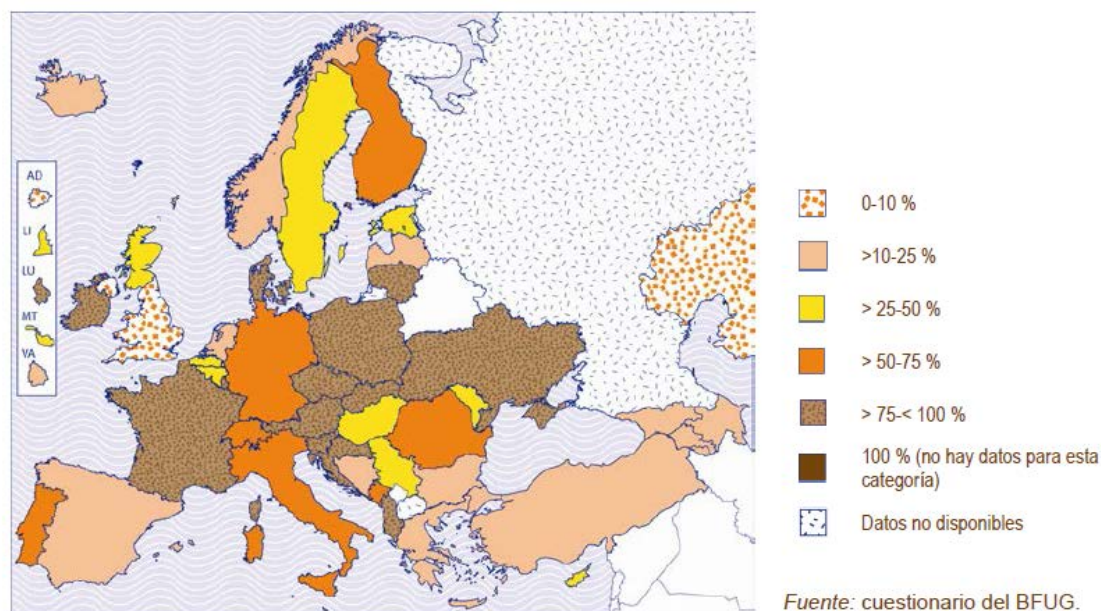 AD
LI
LU
MT
VA
0-10 %
>10-25 %
> 25-50 %
> 50-75 %
> 75-< 100 %
100 % (no hay datos para esta
categoría)
Datos no disponibles
Fuente: cuestionario del BFUG.